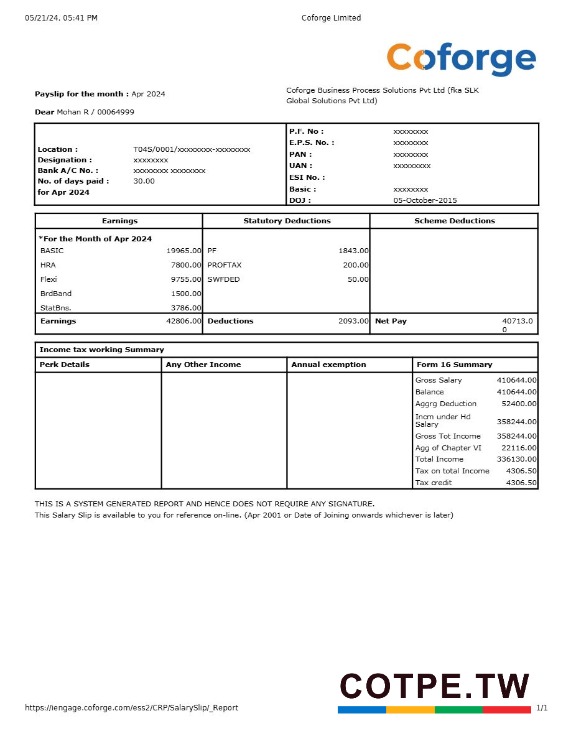 05/21/24, 05:41 PM Coforge Limited
Coforge
Payslip for the month : Apr 2024
Coforge Business Process Solutions Pvt Ltd (fka SLK
Global Solutions Pvt Ltd)
Dear Mohan R / 00064999
Location : T04S/0001/xxxxxxxx-xxxxxxxx
Designation : xxxxxxxx
Bank A/C No. : xxxxxxxx xxxxxxxx
No. of days paid : 30.00
for Apr 2024
P.F. No : xxxxxxxx
E.P.S. No. : xxxxxxxx
PAN : xxxxxxxx
UAN : xxxxxxxxx
ESI No. :
Basic : xxxxxxxx
DOJ : 05-October-2015
Earnings Statutory Deductions Scheme Deductions
*For the Month of Apr 2024
BASIC 19965.00 PF 1843.00
HRA 7800.00 PROFTAX 200.00
Flexi 9755.00 SWFDED 50.00
BrdBand 1500.00
StatBns. 3786.00
Earnings 42806.00 Deductions 2093.00 Net Pay 40713.0
0
Income tax working Summary
Perk Details Any Other Income Annual exemption Form 16 Summary
Gross Salary 410644.00
Balance 410644.00
Aggrg Deduction 52400.00
Incm under Hd
Salary 358244.00
Gross Tot Income 358244.00
Agg of Chapter VI 22116.00
Total Income 336130.00
Tax on total Income 4306.50
Tax credit 4306.50
THIS IS A SYSTEM GENERATED REPORT AND HENCE DOES NOT REQUIRE ANY SIGNATURE.
This Salary Slip is available to you for reference on-line. (Apr 2001 or Date of Joining onwards whichever is later)
COTPE.TW
https://iengage.coforge.com/ess2/CRP/SalarySlip/_Report 1/1